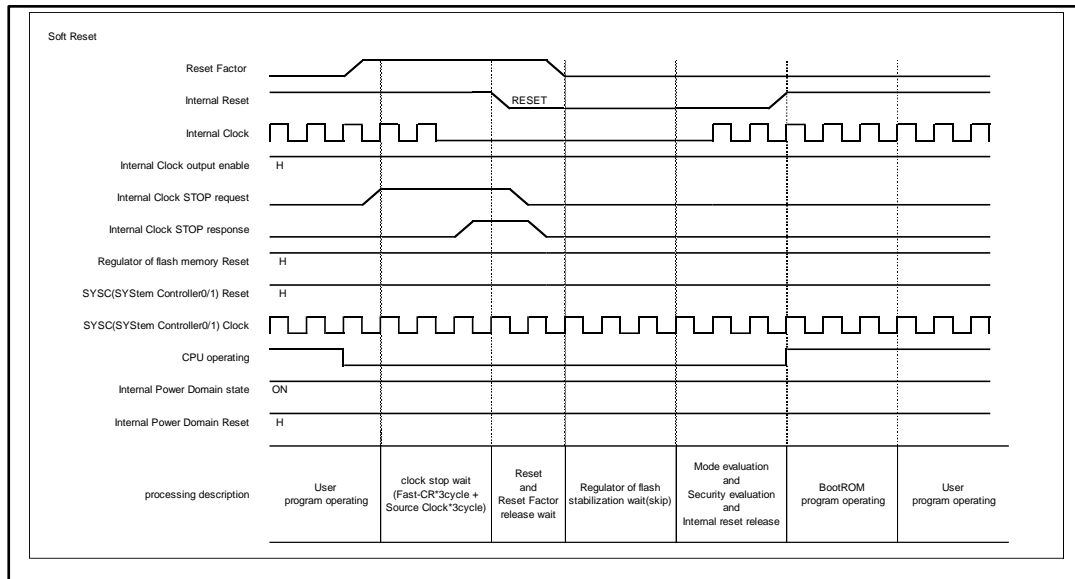 Soft Reset
Reset Factor
Internal Reset
RESET
Internal Clock
Internal Clock output enable
H
Internal Clock STOP request
Internal Clock STOP response
Regulator of flash memory Reset
H
SYSC(SYStem Controller0/1) Reset
H
SYSC(SYStem Controller0/1) Clock
CPU operating
Internal Power Domain state
ON
Internal Power Domain Reset
H
processing description
User
program operating
clock stop wait
(Fast-CR*3cycle +
Source Clock*3cycle)
Reset
and
Reset Factor
release wait
Regulator of flash
stabilization wait(skip)
Mode evaluation
and
Security evaluation
and
Internal reset release
BootROM
program operating
User
program operating